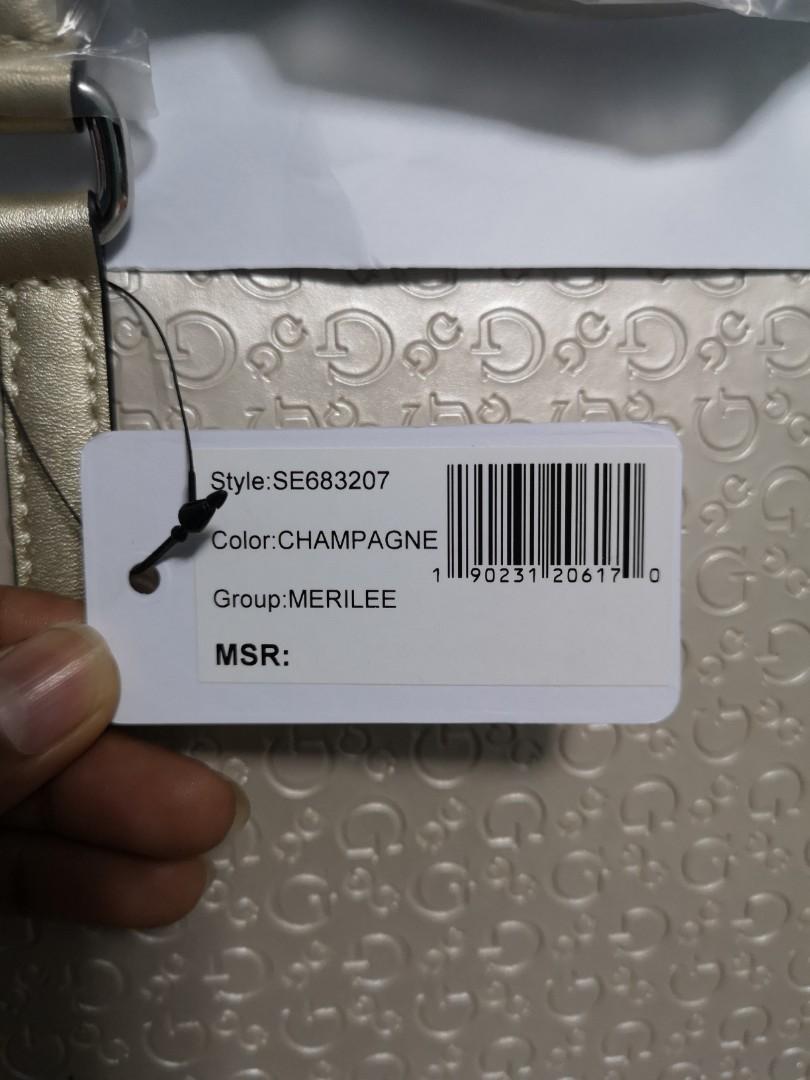 Style:SE683207
Color:CHAMPAGNE
Group:MERILEE
MSR:
1 90231 20617 0